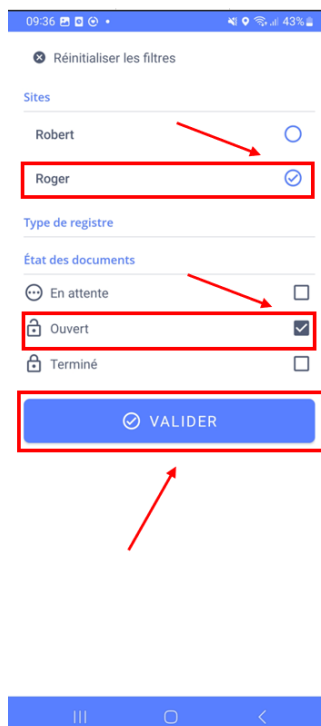 09:36 43%
Réinitialiser les filtres
Sites
Robert
Roger
Type de registre
État des documents
En attente
Ouvert
Terminé
VALIDER